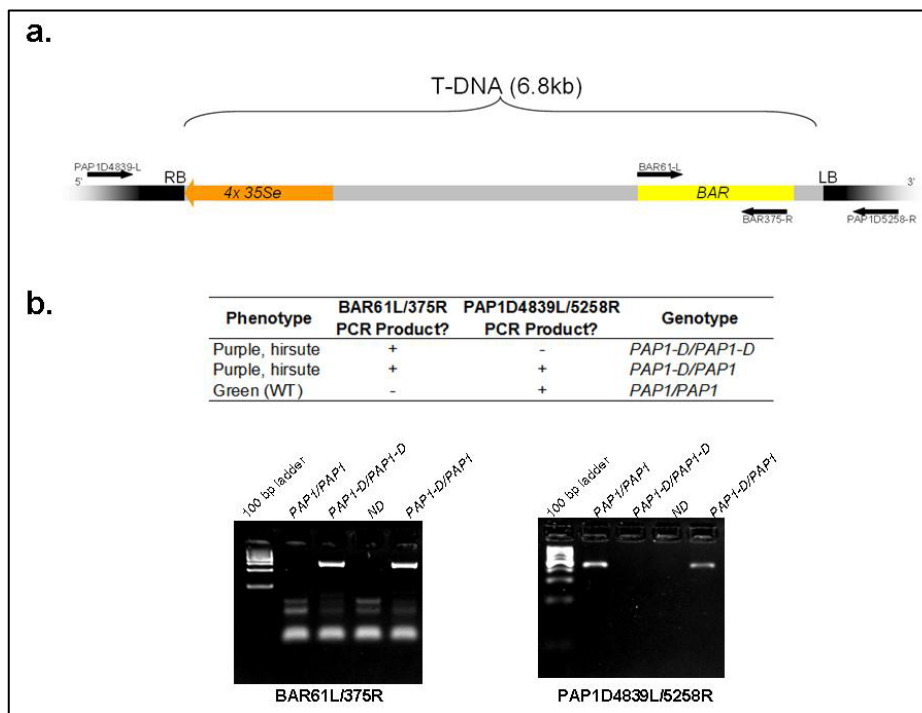 a.
T-DNA (6.8kb)
PAP1D4839-L
5'
RB
4x 35Se
BAR61-L
BAR
LB
3'
BAR375-R
PAP1D5258-R
b.
Phenotype BAR61L/375R PCR Product? PAP1D4839L/5258R PCR Product? Genotype
Purple, hirsute + - PAP1-D/PAP1-D
Purple, hirsute + + PAP1-D/PAP1
Green (WT) - + PAP1/PAP1
100 bp ladder
PAP1/PAP1
PAP1-D/PAP1-D
ND
PAP1-D/PAP1
BAR61L/375R
100 bp ladder
PAP1/PAP1
PAP1-D/PAP1-D
ND
PAP1-D/PAP1
PAP1D4839L/5258R